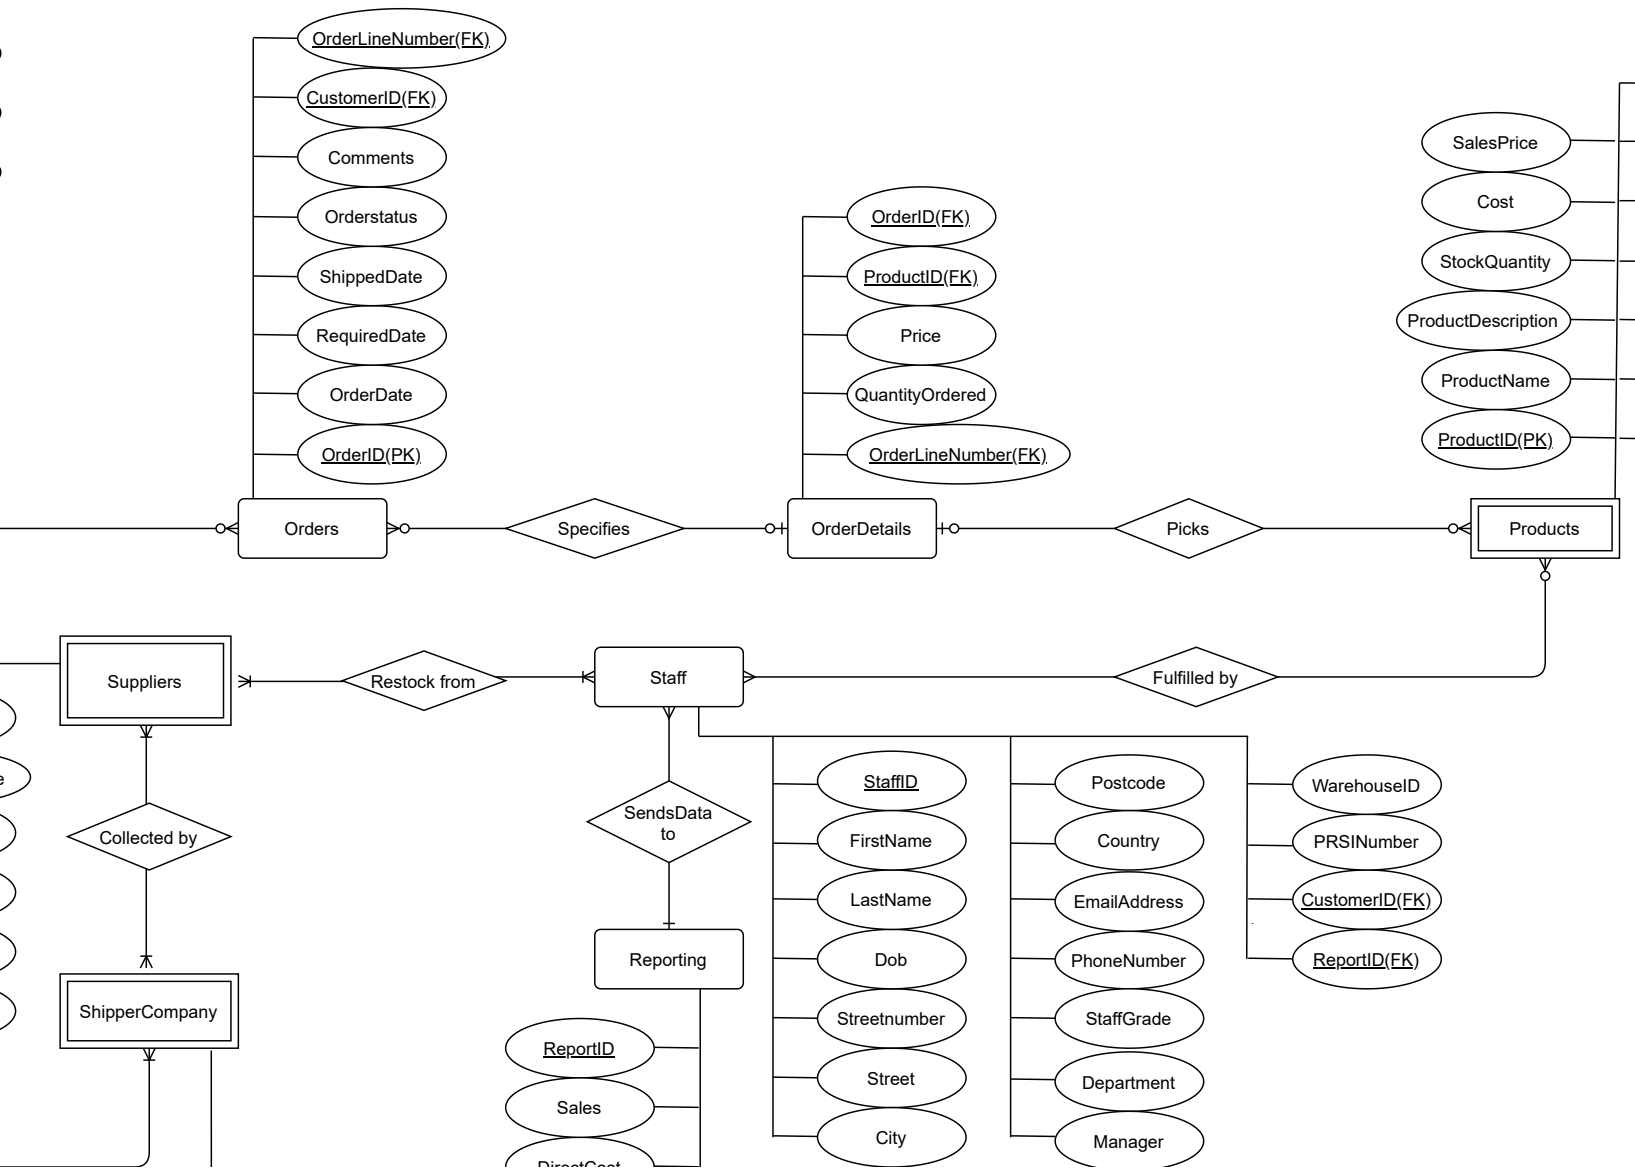 OrderLineNumber(FK)
CustomerID(FK)
Comments
Orderstatus
ShippedDate
RequiredDate
OrderDate
OrderID(PK)
OrderID(FK)
ProductID(FK)
Price
QuantityOrdered
OrderLineNumber(FK)
SalesPrice
Cost
StockQuantity
ProductDescription
ProductName
ProductID(PK)
Orders
Specifies
OrderDetails
Picks
Products
Suppliers
Restock from
Staff
Fulfilled by
e
Collected by
SendsData
to
StaffID
FirstName
LastName
Dob
Streetnumber
Street
City
Postcode
Country
EmailAddress
PhoneNumber
StaffGrade
Department
Manager
WarehouseID
PRSINumber
CustomerID(FK)
ReportID(FK)
Reporting
ShipperCompany
ReportID
Sales
DirectCost